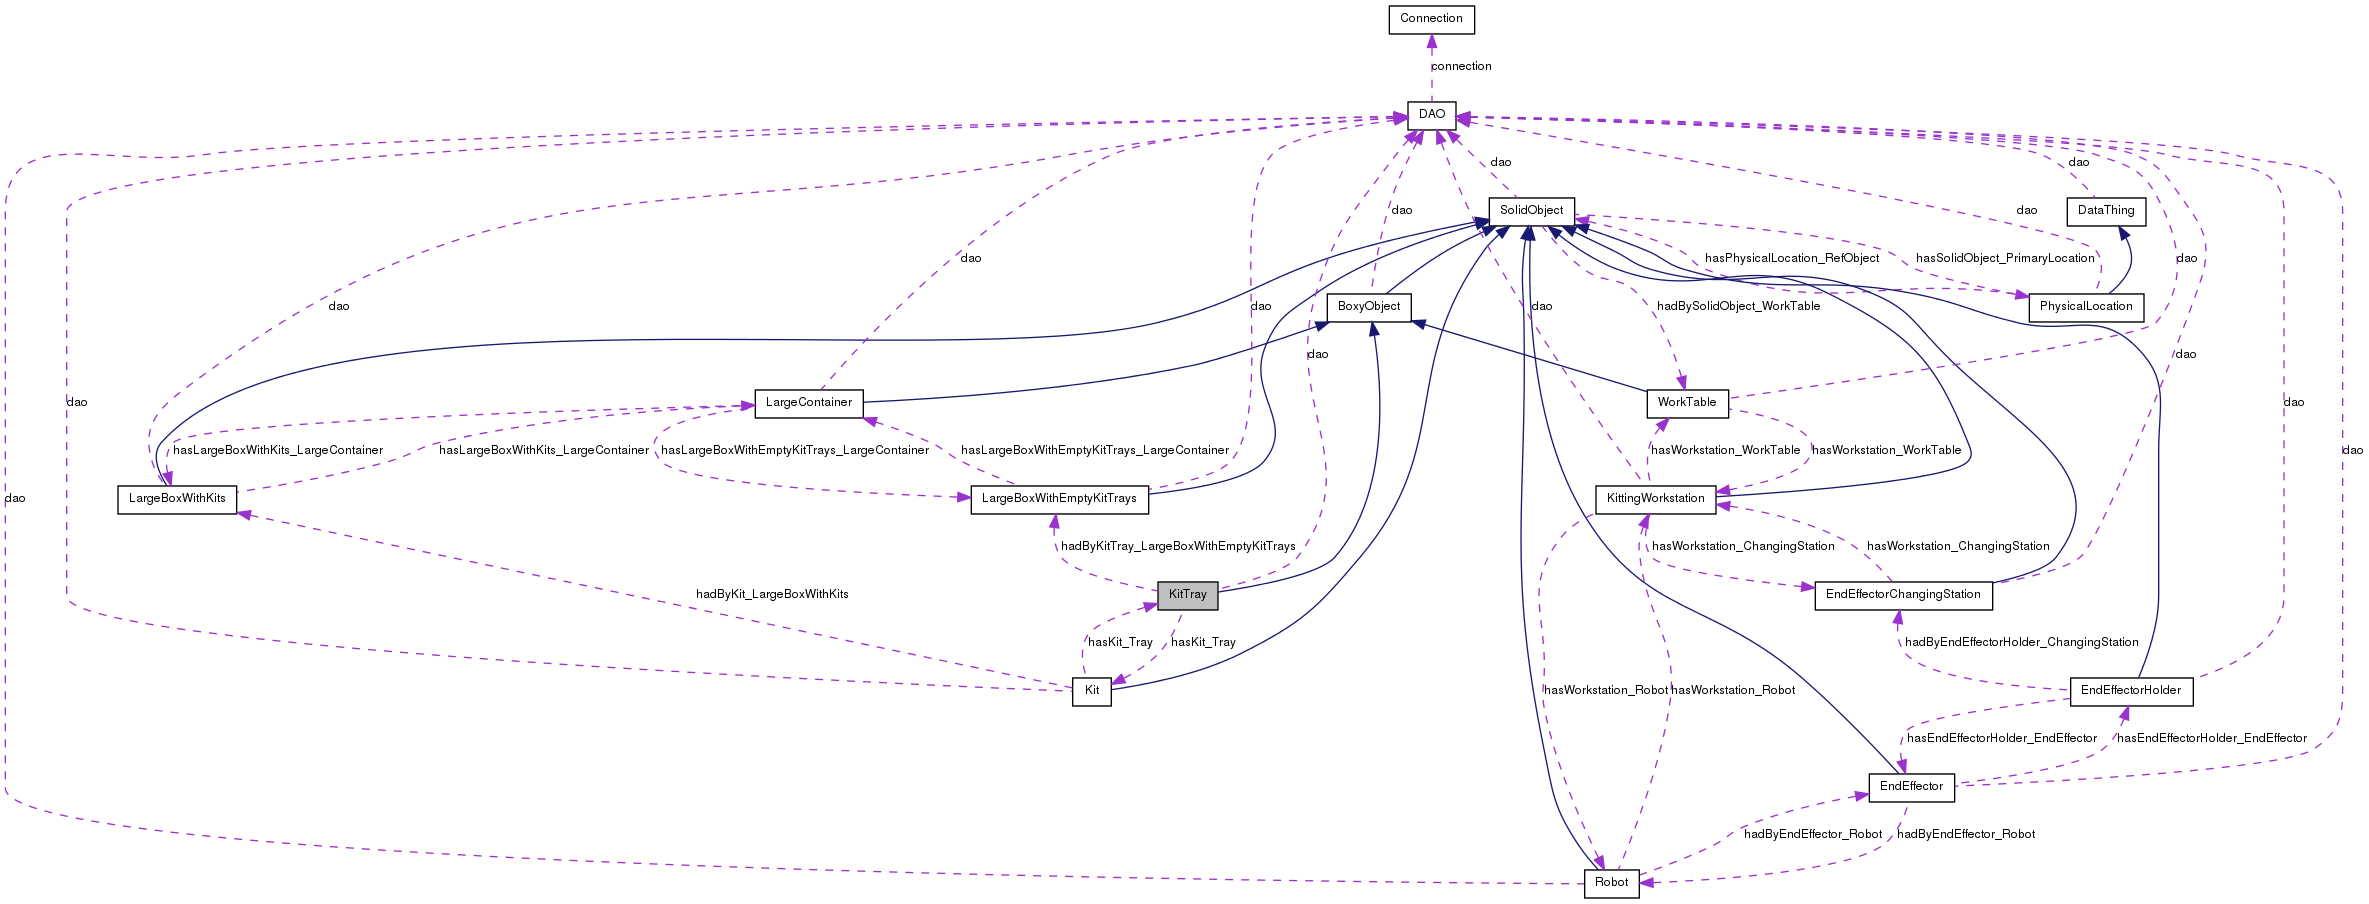 Connection
connection
DAO
dao
dao
SolidObject
dao
dao
DataThing
dao
hasPhysicalLocation_RefObject
hasSolidObject_PrimaryLocation
dao
dao
dao
dao
BoxyObject
hadBySolidObject_WorkTable
PhysicalLocation
dao
dao
dao
LargeContainer
WorkTable
dao
hasLargeBoxWithKits_LargeContainer
hasLargeBoxWithKits_LargeContainer
hasLargeBoxWithEmptyKitTrays_LargeContainer
hasLargeBoxWithEmptyKitTrays_LargeContainer
hasWorkstation_WorkTable
hasWorkstation_WorkTable
dao
dao
LargeBoxWithKits
LargeBoxWithEmptyKitTrays
KittingWorkstation
hadByKitTray_LargeBoxWithEmptyKitTrays
hasWorkstation_ChangingStation
hasWorkstation_ChangingStation
hadByKit_LargeBoxWithKits
KitTray
EndEffectorChangingStation
hasKit_Tray
hasKit_Tray
hadByEndEffectorHolder_ChangingStation
Kit
hasWorkstation_Robot
hasWorkstation_Robot
EndEffectorHolder
hasEndEffectorHolder_EndEffector
hasEndEffectorHolder_EndEffector
EndEffector
hadByEndEffector_Robot
hadByEndEffector_Robot
Robot